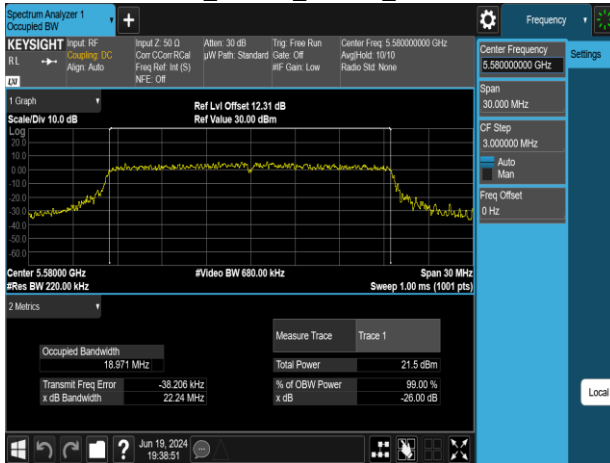 Spectrum Analyzer 1
Occupied BW
Frequency
KEYSIGHT Input: RF
RL
Coupling: DC
Align: Auto
LXI
Input Z: 50 Ω
Corr CCorr RCal
Freq Ref: Int (S)
NFE: Off
Atten: 30 dB
µW Path: Standard
Trig: Free Run
Gate: Off
#IF Gain: Low
Center Freq: 5.580000000 GHz
Avg|Hold: 10/10
Radio Std: None
Center Frequency
5.580000000 GHz
Settings
Span
30.000 MHz
CF Step
3.000000 MHz
Auto
Man
Freq Offset
0 Hz
1 Graph
Scale/Div 10.0 dB
Ref Lvl Offset 12.31 dB
Ref Value 30.00 dBm
Log
20.0
10.0
0.00
-10.0
-20.0
-30.0
-40.0
-50.0
-60.0
Center 5.58000 GHz
#Res BW 220.00 kHz
#Video BW 680.00 kHz
Span 30 MHz
Sweep 1.00 ms (1001 pts)
2 Metrics
Measure Trace Trace 1
Occupied Bandwidth
18.971 MHz
Total Power 21.5 dBm
Transmit Freq Error -38.206 kHz
% of OBW Power 99.00 %
x dB Bandwidth 22.24 MHz
x dB -26.00 dB
Local
Jun 19, 2024
19:38:51